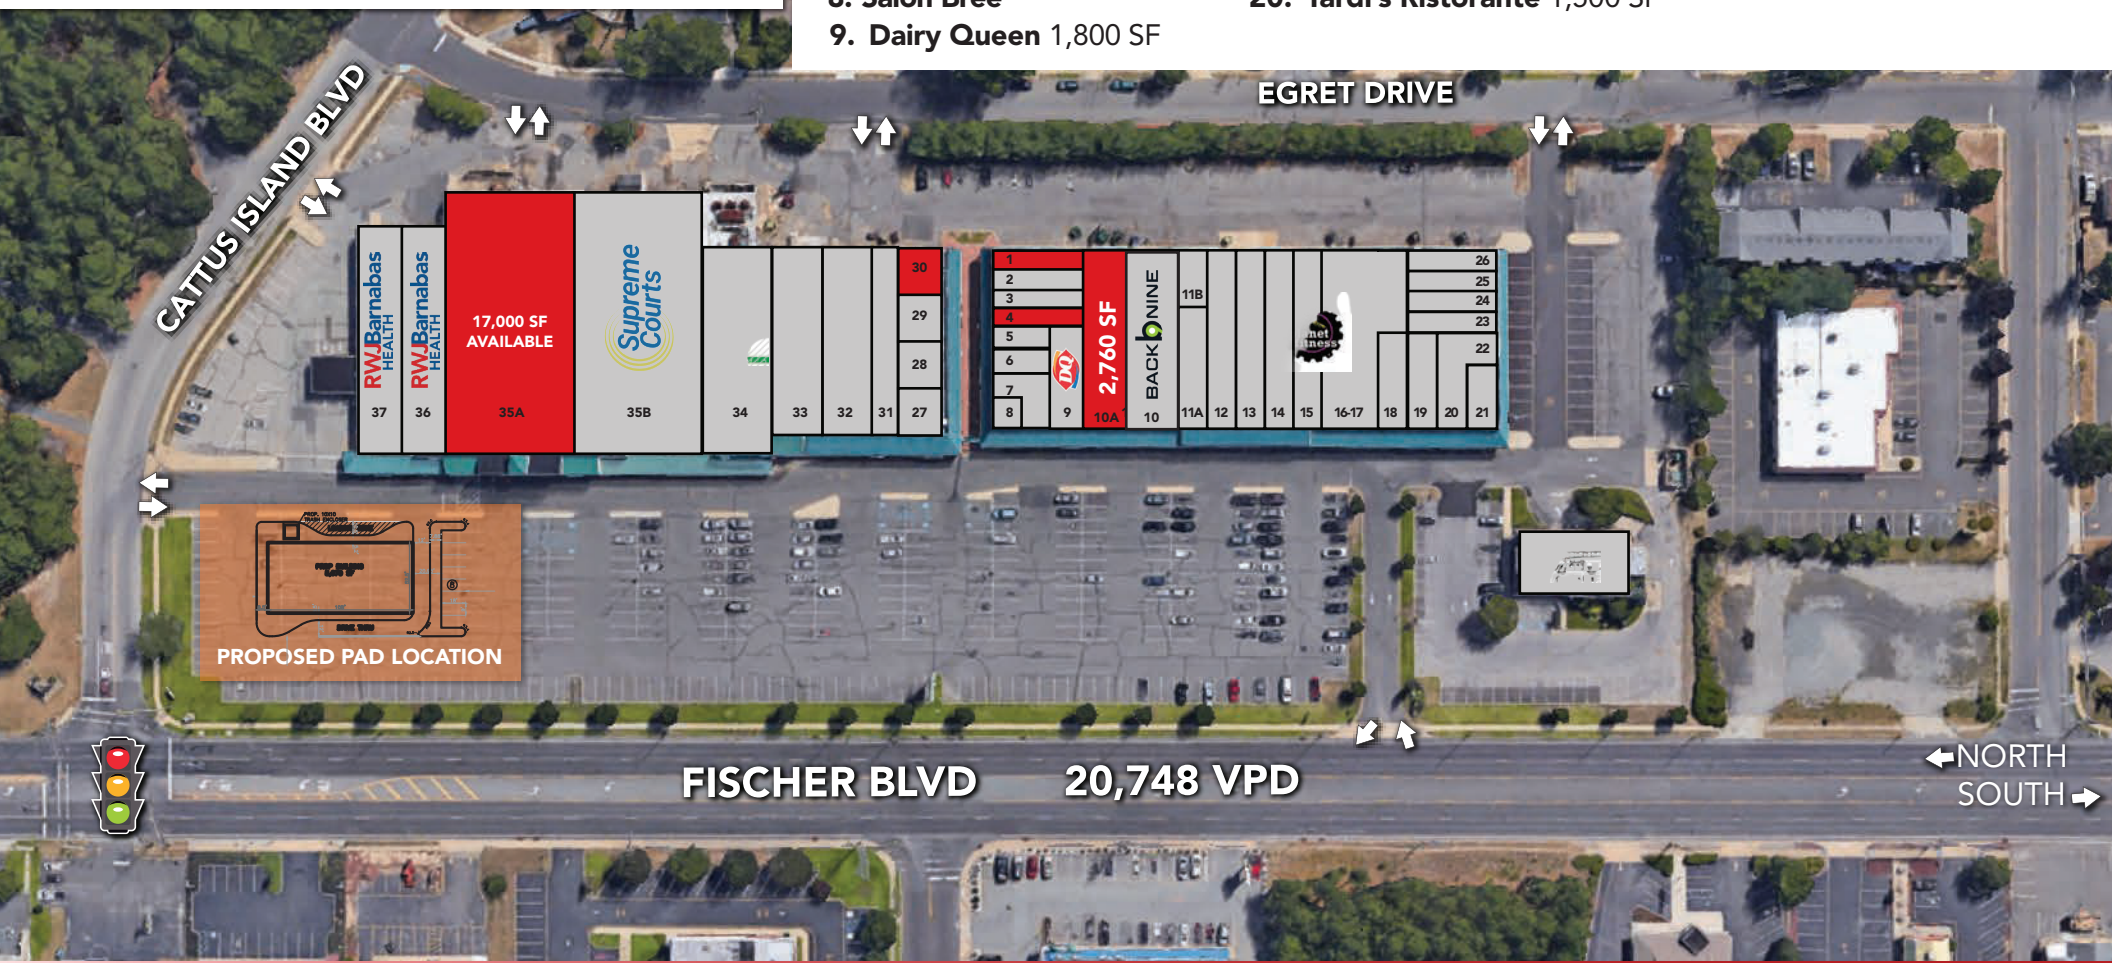 9. Dairy Queen 1,800 SF
EGRET DRIVE
CATTUS ISLAND BLVD
RWJBarnabas
HEALTH
37
RWJBarnabas
HEALTH
36
17,000 SF
AVAILABLE
35A
Supreme
Courts
35B
34
33
32
31
30
29
28
27
1
2
3
4
5
6
7
8
DQ
9
2,760 SF
10A
BACK NINE
10
11B
11A
12
13
14
15
16-17
18
19
20
21
22
23
24
25
26
PROPOSED PAD LOCATION
FISCHER BLVD 20,748 VPD
NORTH
SOUTH